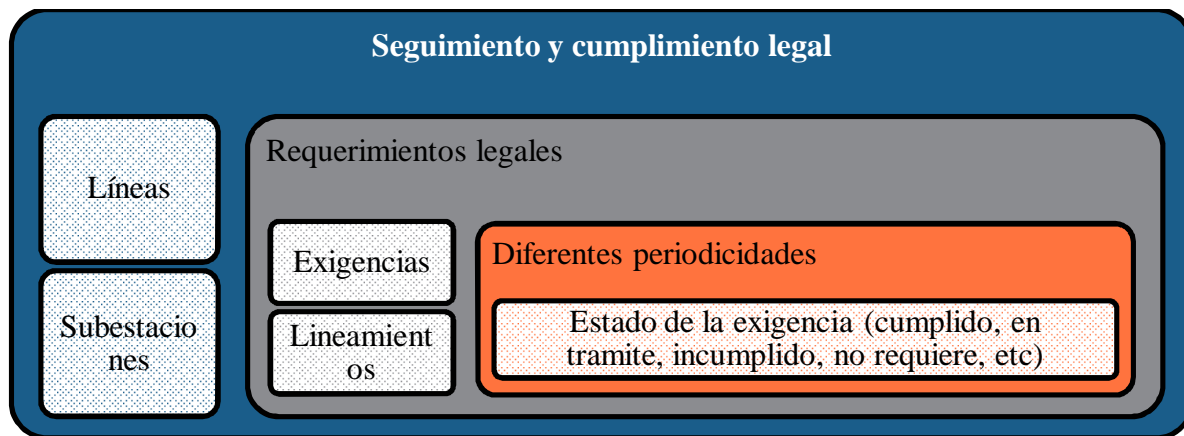 Seguimiento y cumplimiento legal
Líneas
Subestacio
nes
Requerimientos legales
Exigencias
Lineamient
os
Diferentes periodicidades
Estado de la exigencia (cumplido, en
tramite, incumplido, no requiere, etc)